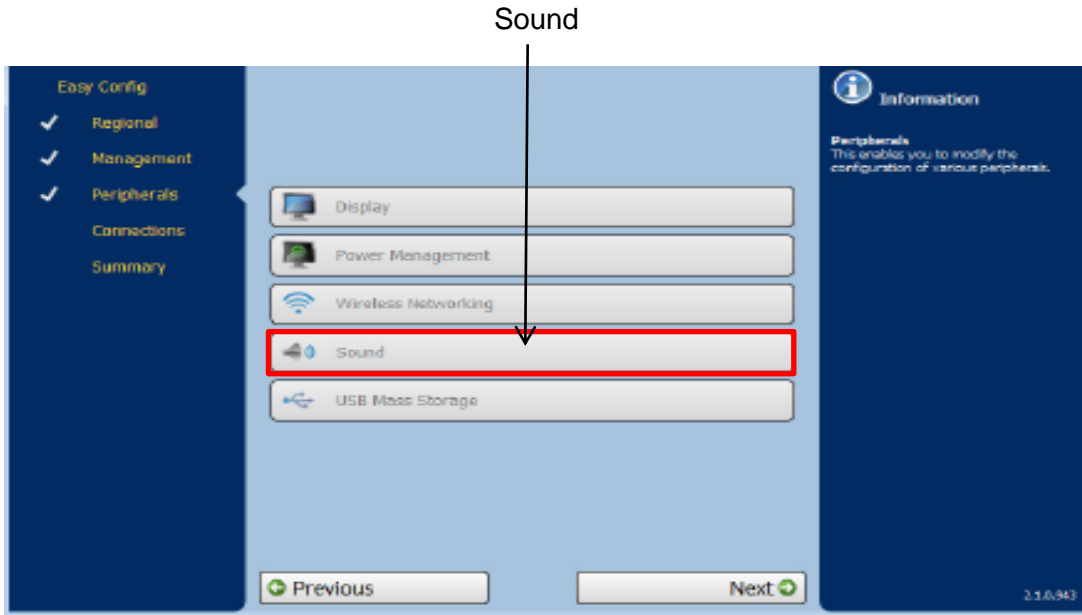 Sound
Easy Config
Regional
Management
Peripherals
Connections
Summary
Display
Power Management
Wireless Networking
Sound
USB Mass Storage
Previous
Next
Information
Peripherals
This enables you to modify the
configuration of various peripherals.
2.1.0.943